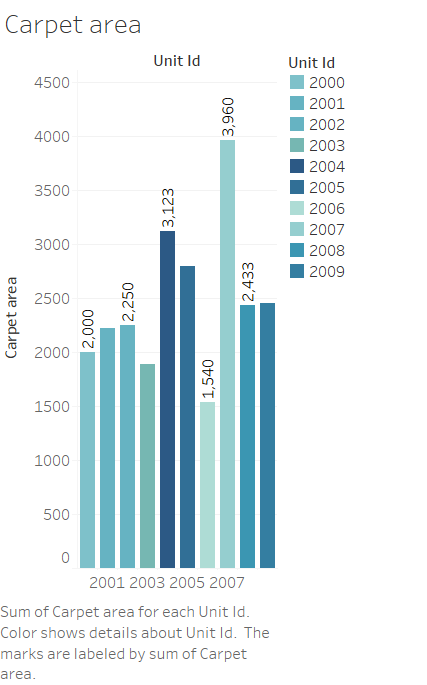 Carpet area
Unit Id
Unit Id
2000
2001
2002
2003
2004
2005
2006
2007
2008
2009
4500
4000
3500
3000
2500
2000
1500
1000
500
0
Carpet area
2,000
2,250
3,123
1,540
3,960
2,433
2001 2003 2005 2007
Sum of Carpet area for each Unit Id.
Color shows details about Unit Id. The
marks are labeled by sum of Carpet
area.